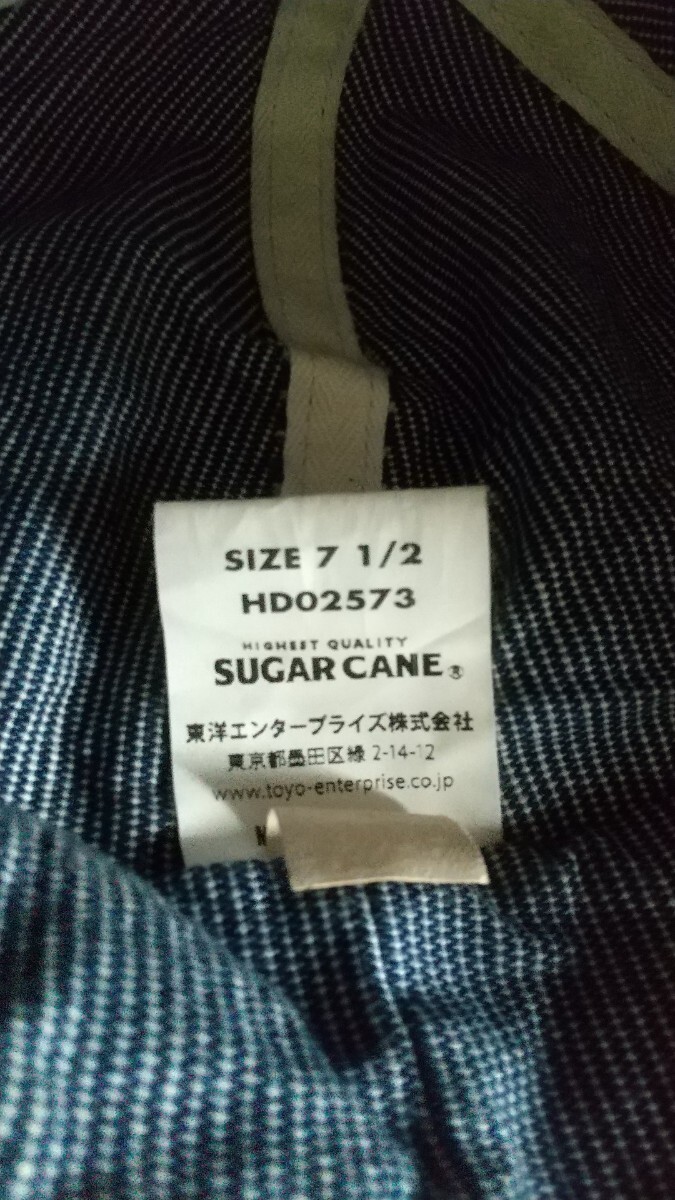 SIZE 7 1/2
HD02573
HIGHEST QUALITY
SUGAR CANE®
東洋エンタープライズ株式会社
東京都墨田区緑 2-14-12
www.toyo-enterprise.co.jp